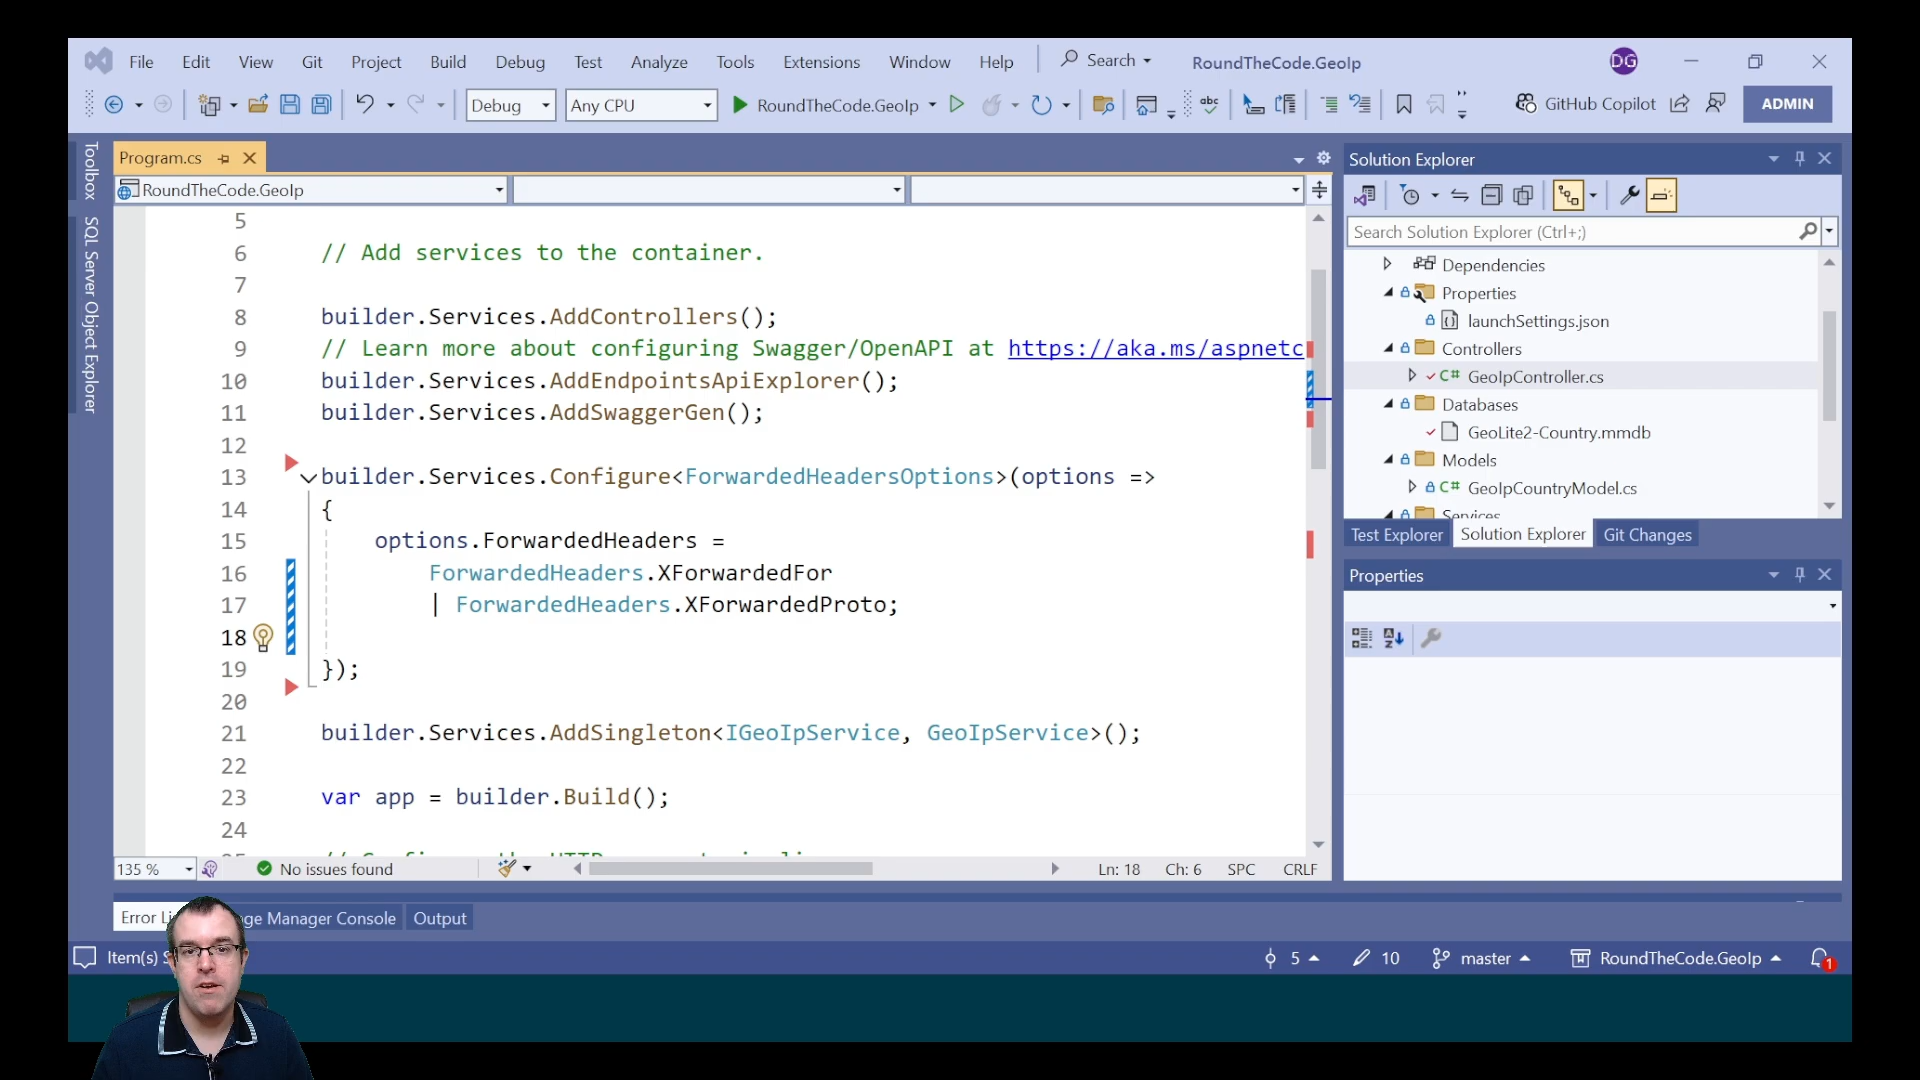 File Edit View Git Project Build Debug Test Analyze Tools Extensions Window Help Search RoundTheCode.GeoIp DG
Debug Any CPU RoundTheCode.GeoIp abc GitHub Copilot ADMIN
Toolbox
SQL Server Object Explorer
Program.cs
RoundTheCode.GeoIp
5
6 // Add services to the container.
7
8 builder.Services.AddControllers();
9 // Learn more about configuring Swagger/OpenAPI at https://aka.ms/aspnetc
10 builder.Services.AddEndpointsApiExplorer();
11 builder.Services.AddSwaggerGen();
12
13 builder.Services.Configure<ForwardedHeadersOptions>(options =>
14 {
15 options.ForwardedHeaders =
16 ForwardedHeaders.XForwardedFor
17 | ForwardedHeaders.XForwardedProto;
18
19 });
20
21 builder.Services.AddSingleton<IGeoIpService, GeoIpService>();
22
23 var app = builder.Build();
24
135 % No issues found Ln: 18 Ch: 6 SPC CRLF
Solution Explorer
Search Solution Explorer (Ctrl+;)
Dependencies
Properties
launchSettings.json
Controllers
C# GeoIpController.cs
Databases
GeoLite2-Country.mmdb
Models
C# GeoIpCountryModel.cs
Services
Test Explorer Solution Explorer Git Changes
Properties
Error Manager Console Output
Item(s) 5 10 master RoundTheCode.GeoIp 1